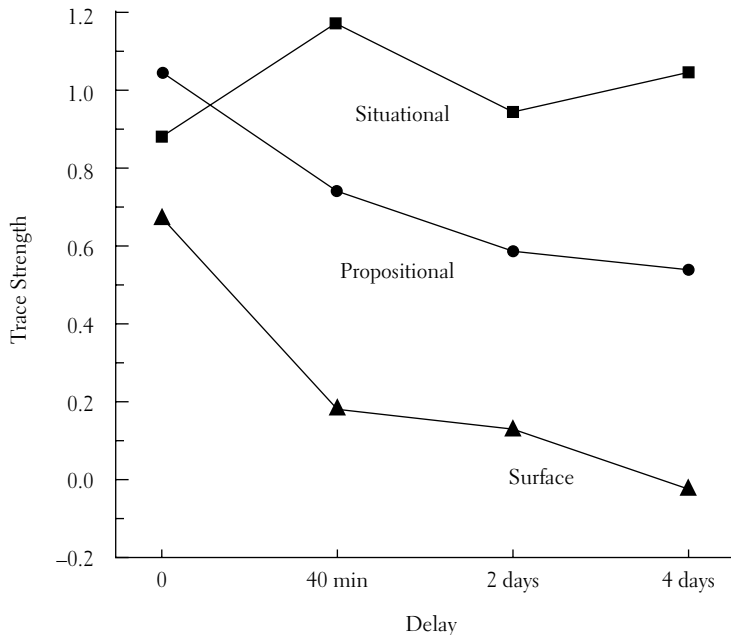 1.2
1.0
0.8
0.6
0.4
0.2
0.0
–0.2
Trace Strength
Situational
Propositional
Surface
0 40 min 2 days 4 days
Delay